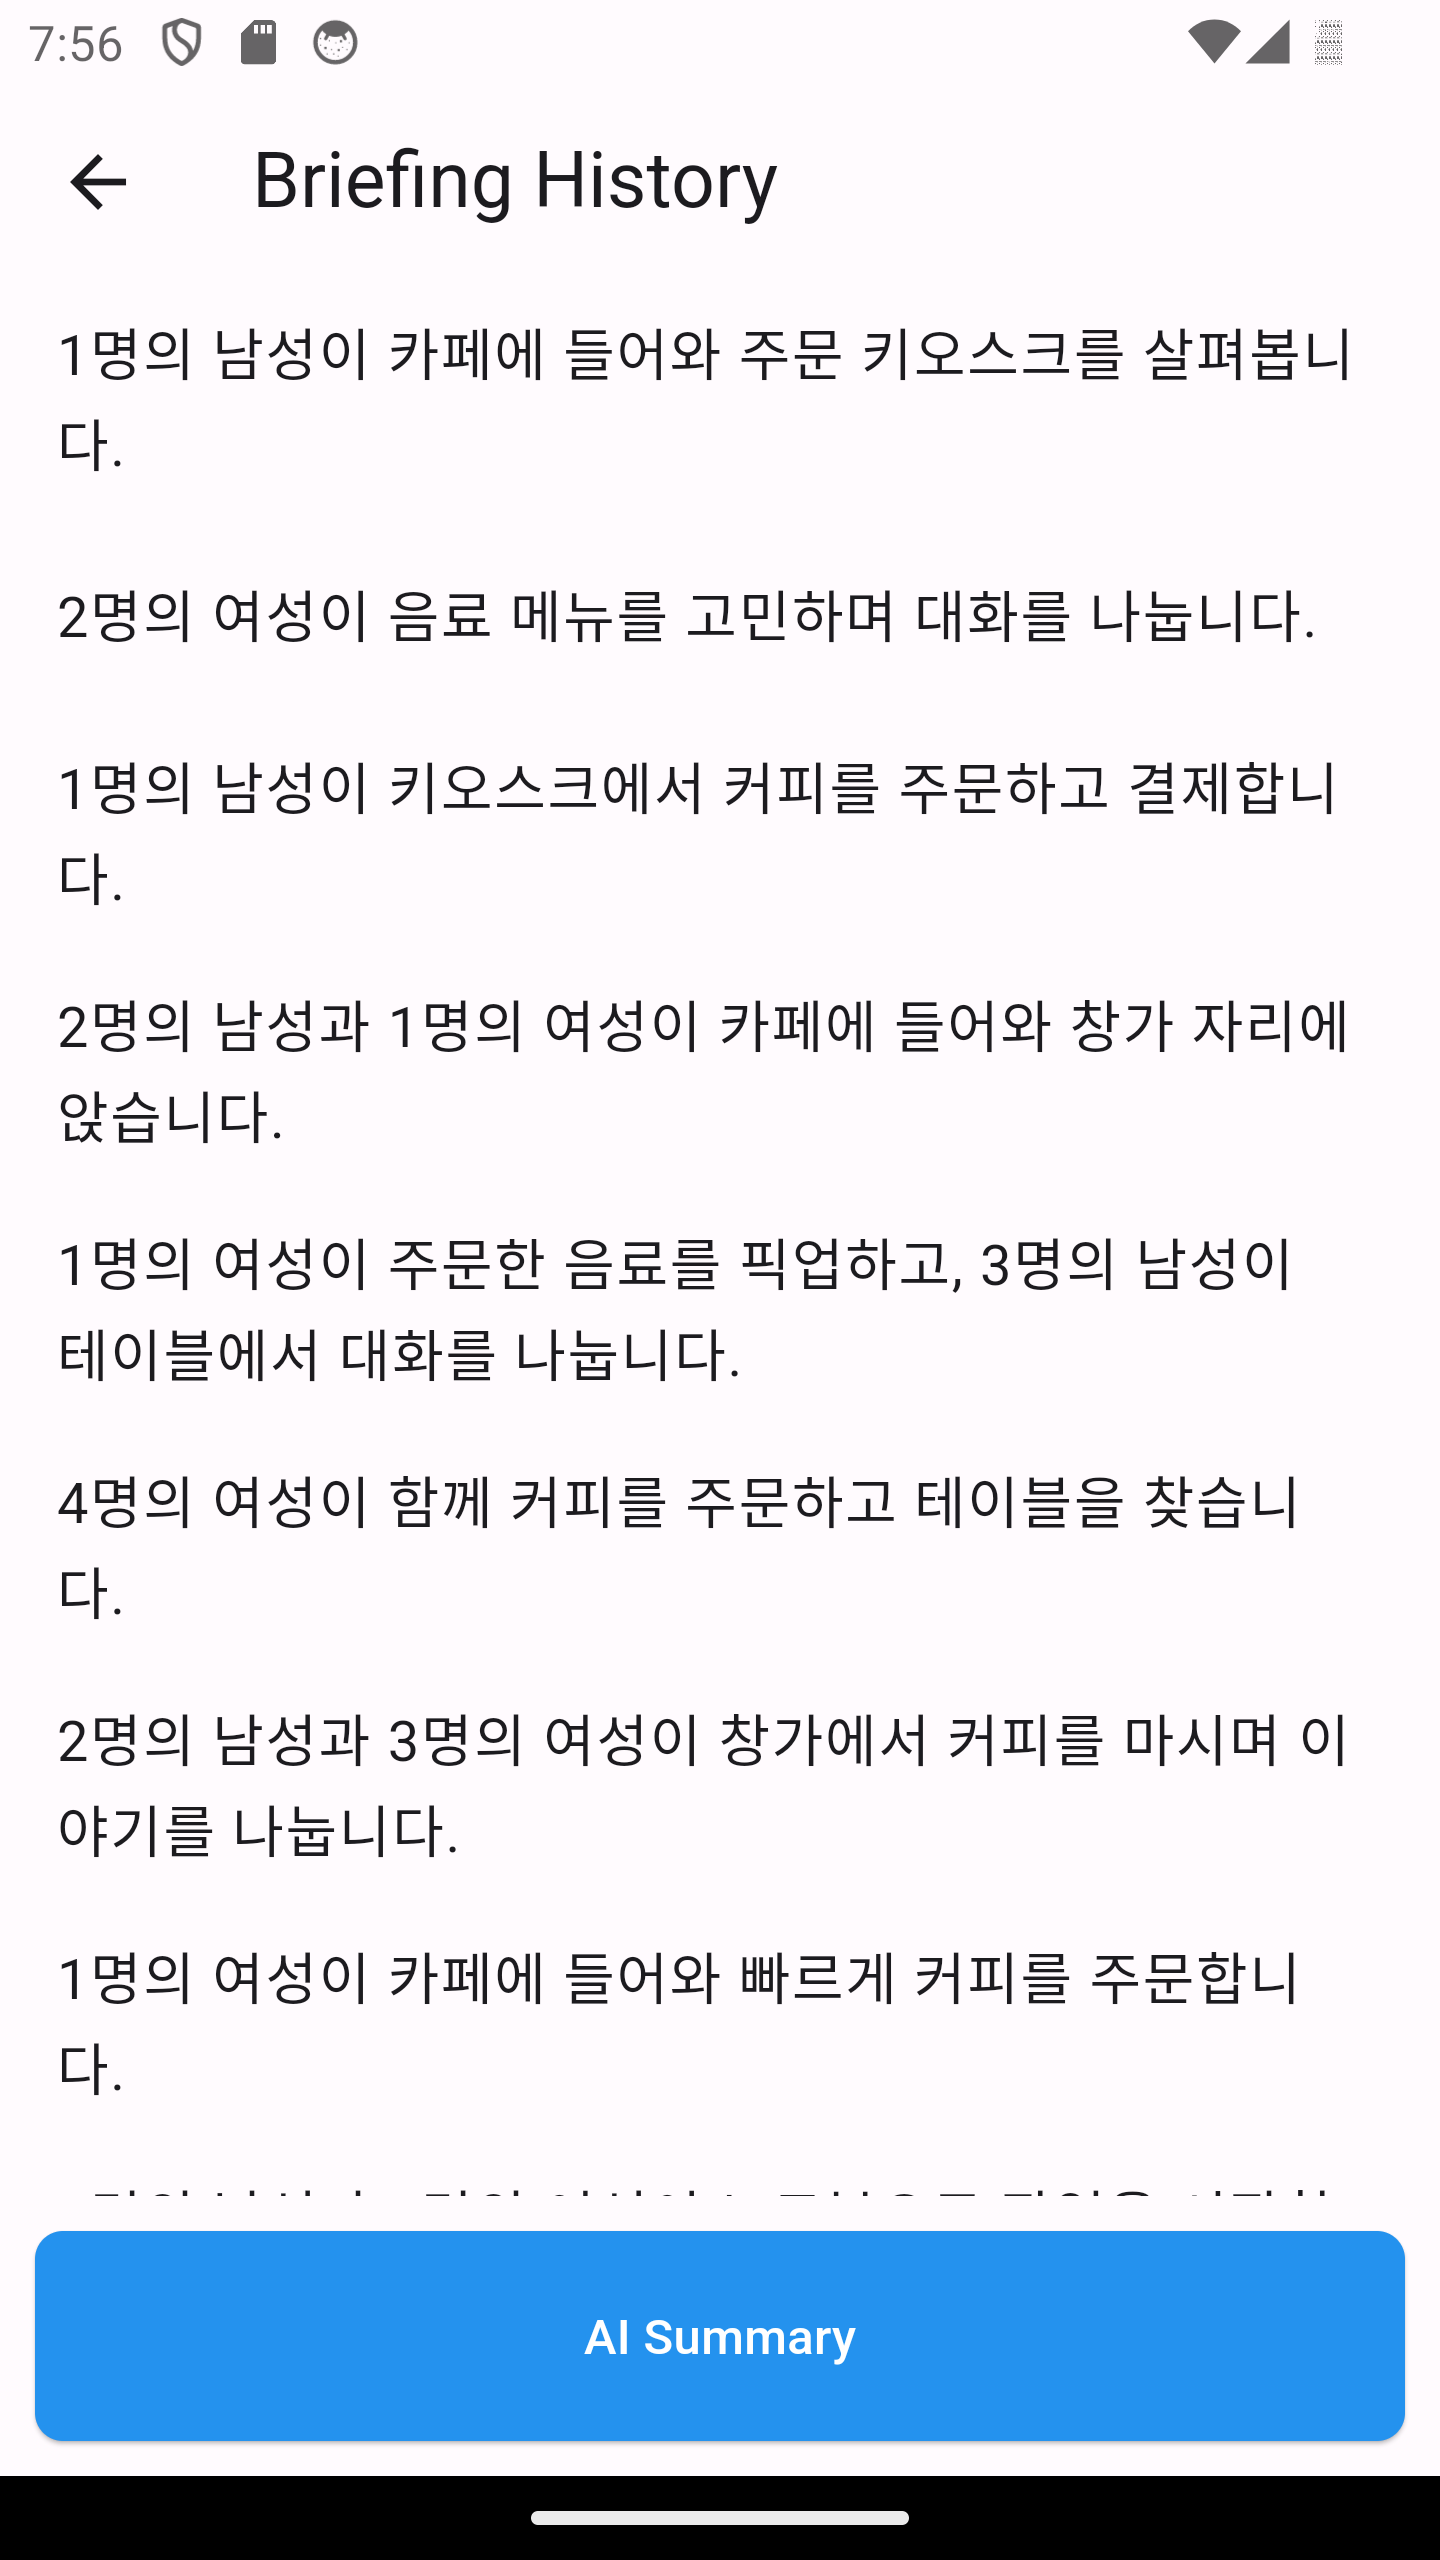 7:56
Briefing History
1명의 남성이 카페에 들어와 주문 키오스크를 살펴봅니
다.
2명의 여성이 음료 메뉴를 고민하며 대화를 나눕니다.
1명의 남성이 키오스크에서 커피를 주문하고 결제합니
다.
2명의 남성과 1명의 여성이 카페에 들어와 창가 자리에
앉습니다.
1명의 여성이 주문한 음료를 픽업하고, 3명의 남성이
테이블에서 대화를 나눕니다.
4명의 여성이 함께 커피를 주문하고 테이블을 찾습니
다.
2명의 남성과 3명의 여성이 창가에서 커피를 마시며 이
야기를 나눕니다.
1명의 여성이 카페에 들어와 빠르게 커피를 주문합니
다.
AI Summary